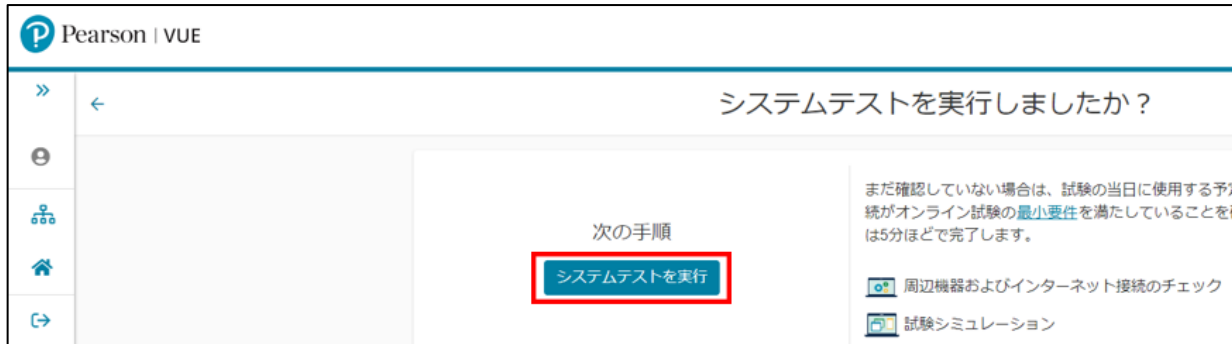 Pearson | VUE
システムテストを実行しましたか？
次の手順
システムテストを実行
まだ確認していない場合は、試験の当日に使用する予
続がオンライン試験の最小要件を満たしていることを
は5分ほどで完了します。
周辺機器およびインターネット接続のチェック
試験シミュレーション